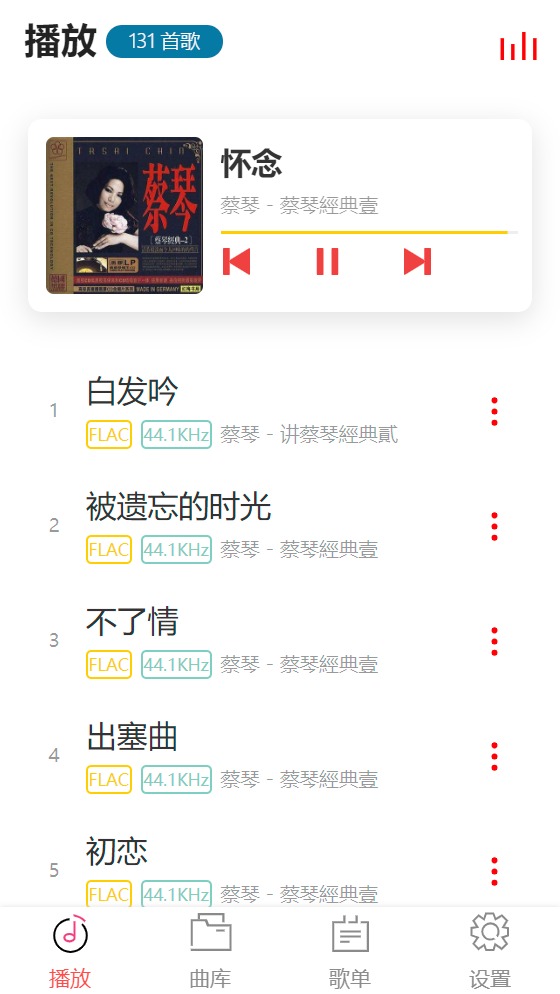 播放
131 首歌
TASAI CHIN
蔡琴
蔡琴經典-2
MADE IN GERMANY
怀念
蔡琴 - 蔡琴經典壹
1
白发吟
FLAC 44.1KHz 蔡琴 - 讲蔡琴經典貳
2
被遗忘的时光
FLAC 44.1KHz 蔡琴 - 蔡琴經典壹
3
不了情
FLAC 44.1KHz 蔡琴 - 蔡琴經典壹
4
出塞曲
FLAC 44.1KHz 蔡琴 - 蔡琴經典壹
5
初恋
FLAC 44.1KHz 蔡琴 - 蔡琴經典壹
播放
曲库
歌单
设置